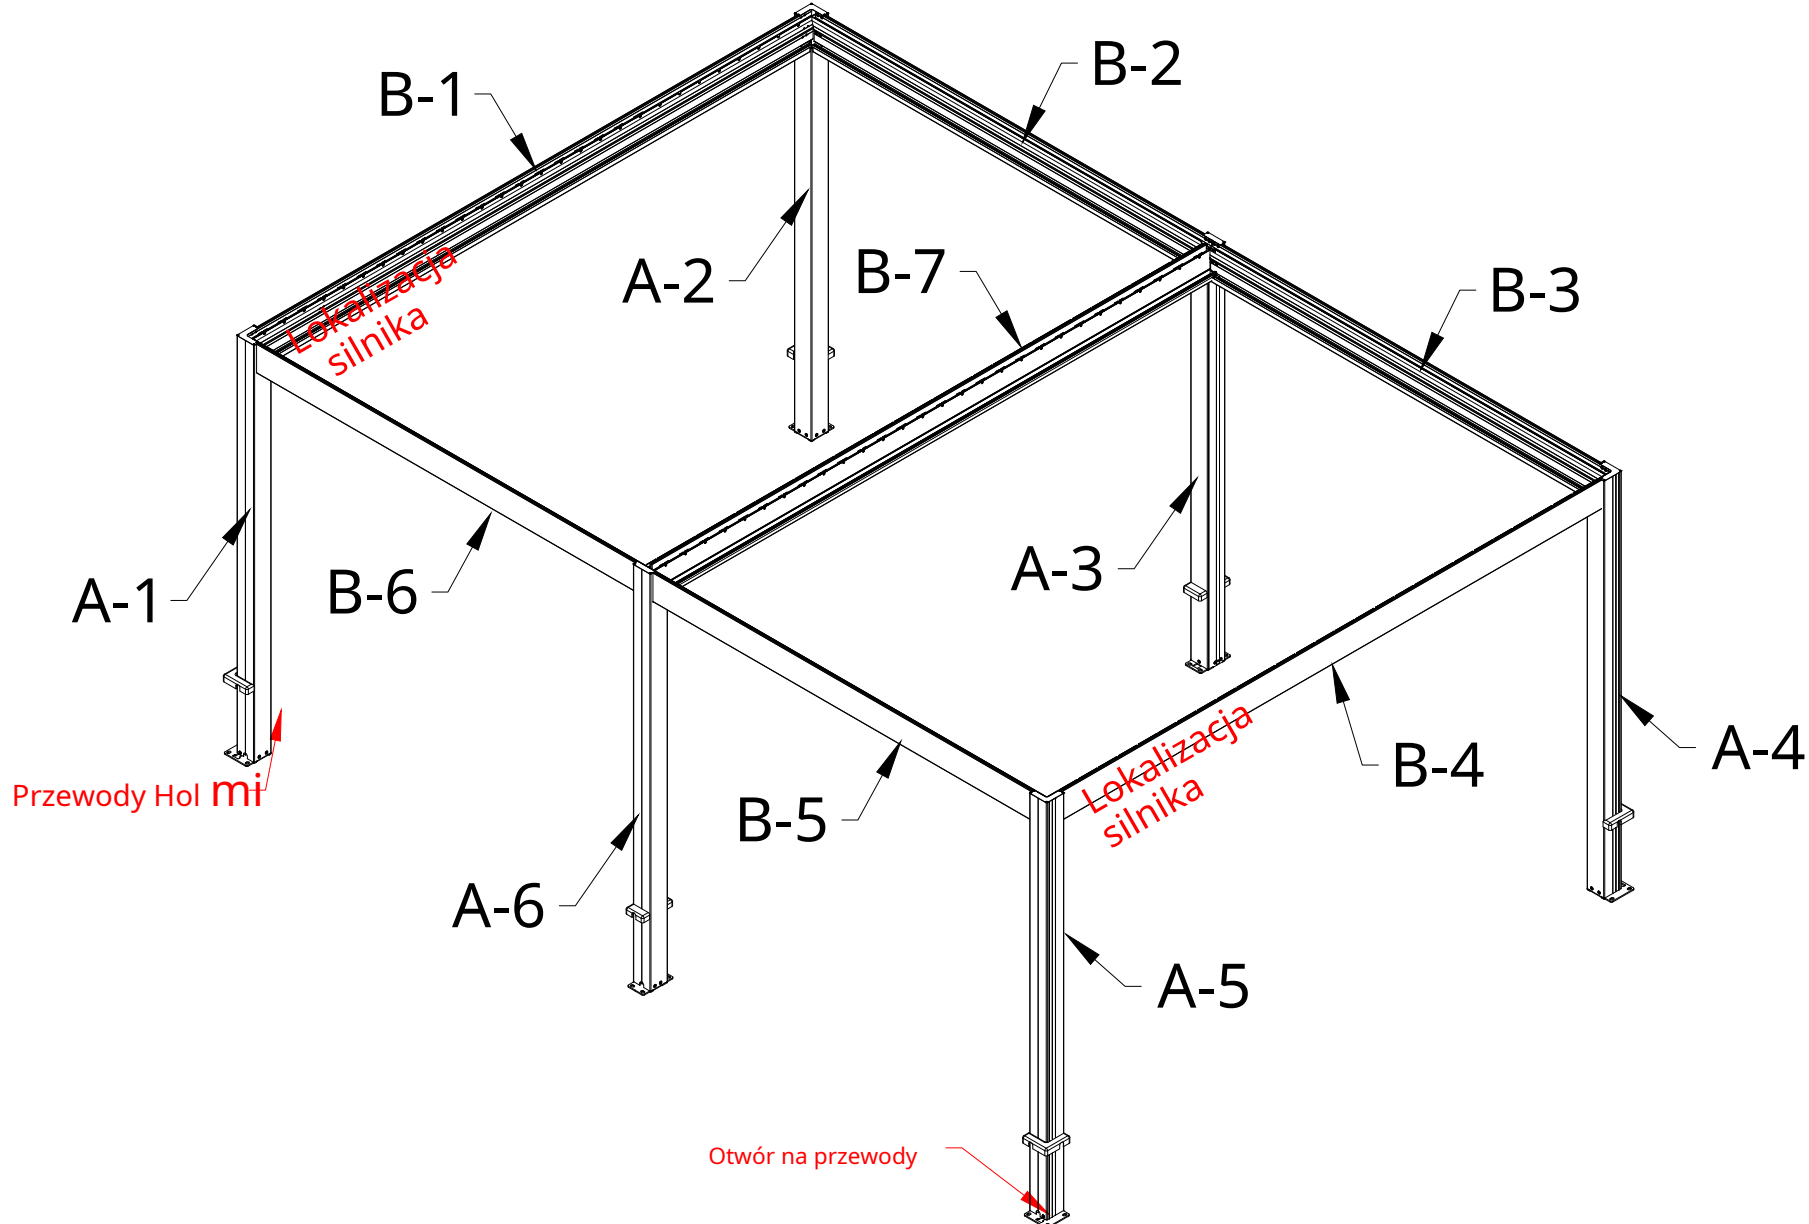 B-2
B-1
A-2
B-7
B-3
Lokalizacja
silnika
A-3
A-1
B-6
A-4
Przewody Hol mi
Lokalizacja
silnika
B-4
B-5
A-6
A-5
Otwór na przewody